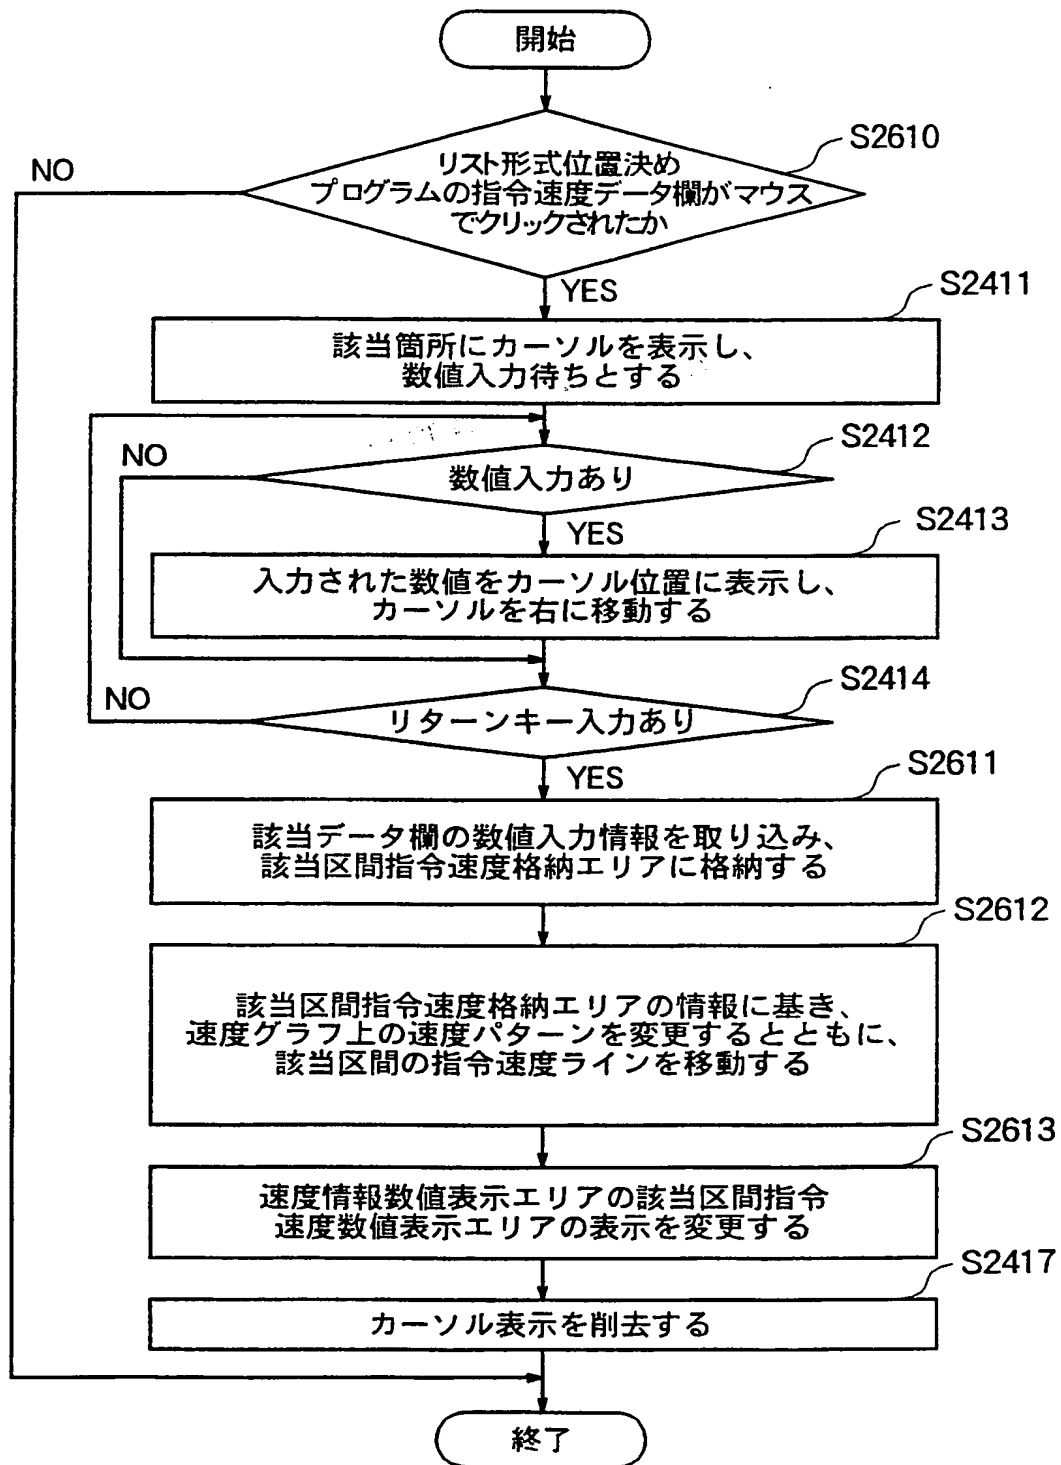 開始
S2610
NO
リスト形式位置決め
プログラムの指令速度データ欄がマウス
でクリックされたか
YES
S2411
該当箇所にカーソルを表示し、
数値入力待ちとする
S2412
NO
数値入力あり
YES
S2413
入力された数値をカーソル位置に表示し、
カーソルを右に移動する
S2414
NO
リターンキー入力あり
YES
S2611
該当データ欄の数値入力情報を取り込み、
該当区間指令速度格納エリアに格納する
S2612
該当区間指令速度格納エリアの情報に基き、
速度グラフ上の速度パターンを変更するとともに、
該当区間の指令速度ラインを移動する
S2613
速度情報数値表示エリアの該当区間指令
速度数値表示エリアの表示を変更する
S2417
カーソル表示を削去する
終了